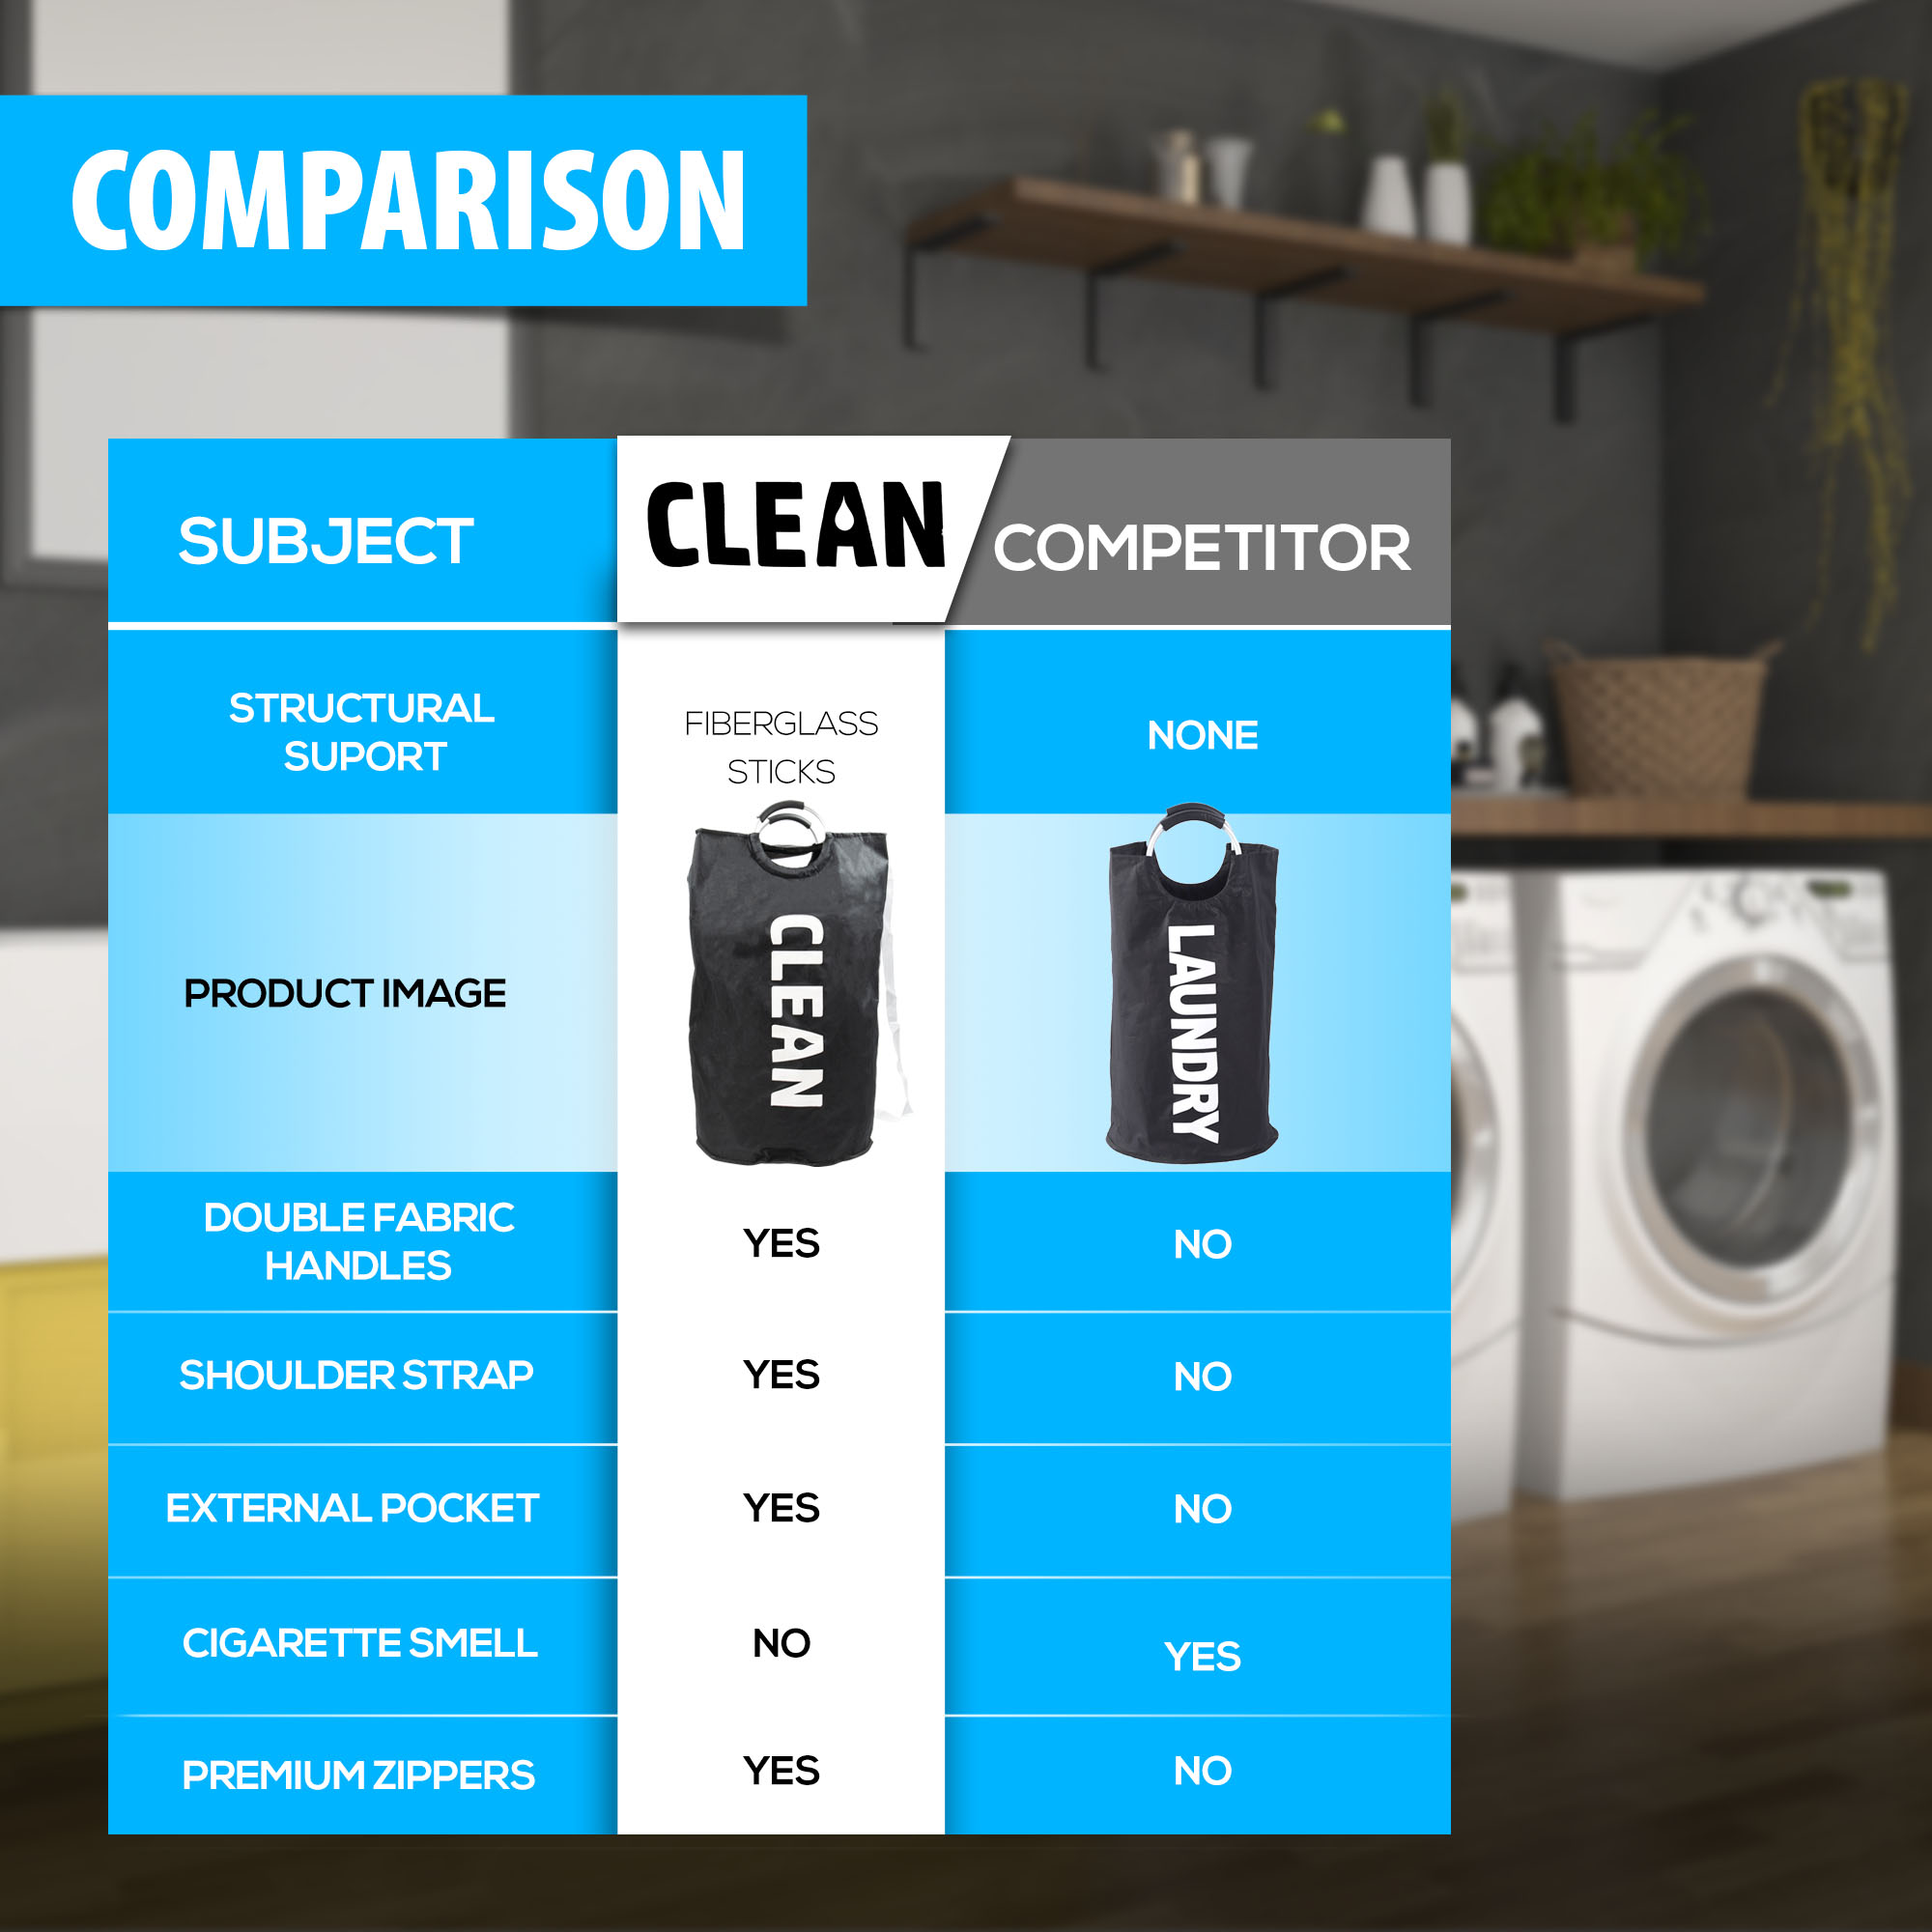 COMPARISON
SUBJECT
CLEAN
COMPETITOR
STRUCTURAL
SUPORT
FIBERGLASS
STICKS
NONE
PRODUCT IMAGE
CLEAN
LAUNDRY
DOUBLE FABRIC
HANDLES
YES
NO
SHOULDER STRAP
YES
NO
EXTERNAL POCKET
YES
NO
CIGARETTE SMELL
NO
YES
PREMIUM ZIPPERS
YES
NO